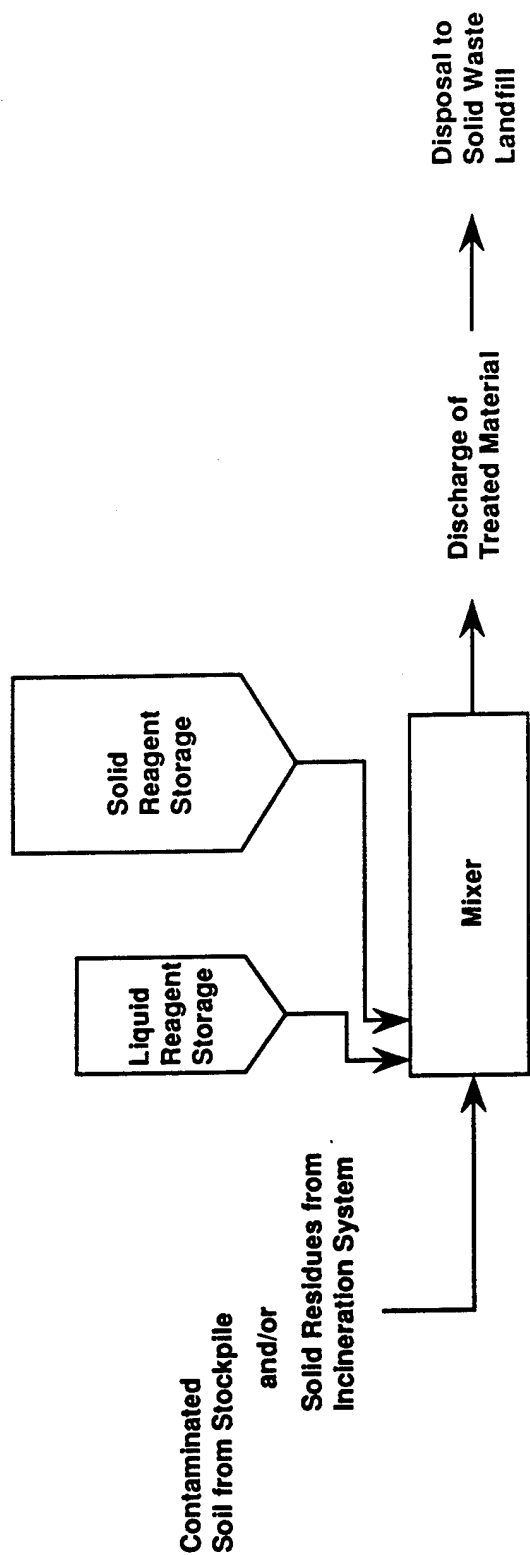 Contaminated
Soil from Stockpile
and/or
Solid Residues from
Incineration System
Liquid
Reagent
Storage
Solid
Reagent
Storage
Mixer
Discharge of
Treated Material
Disposal to
Solid Waste
Landfill